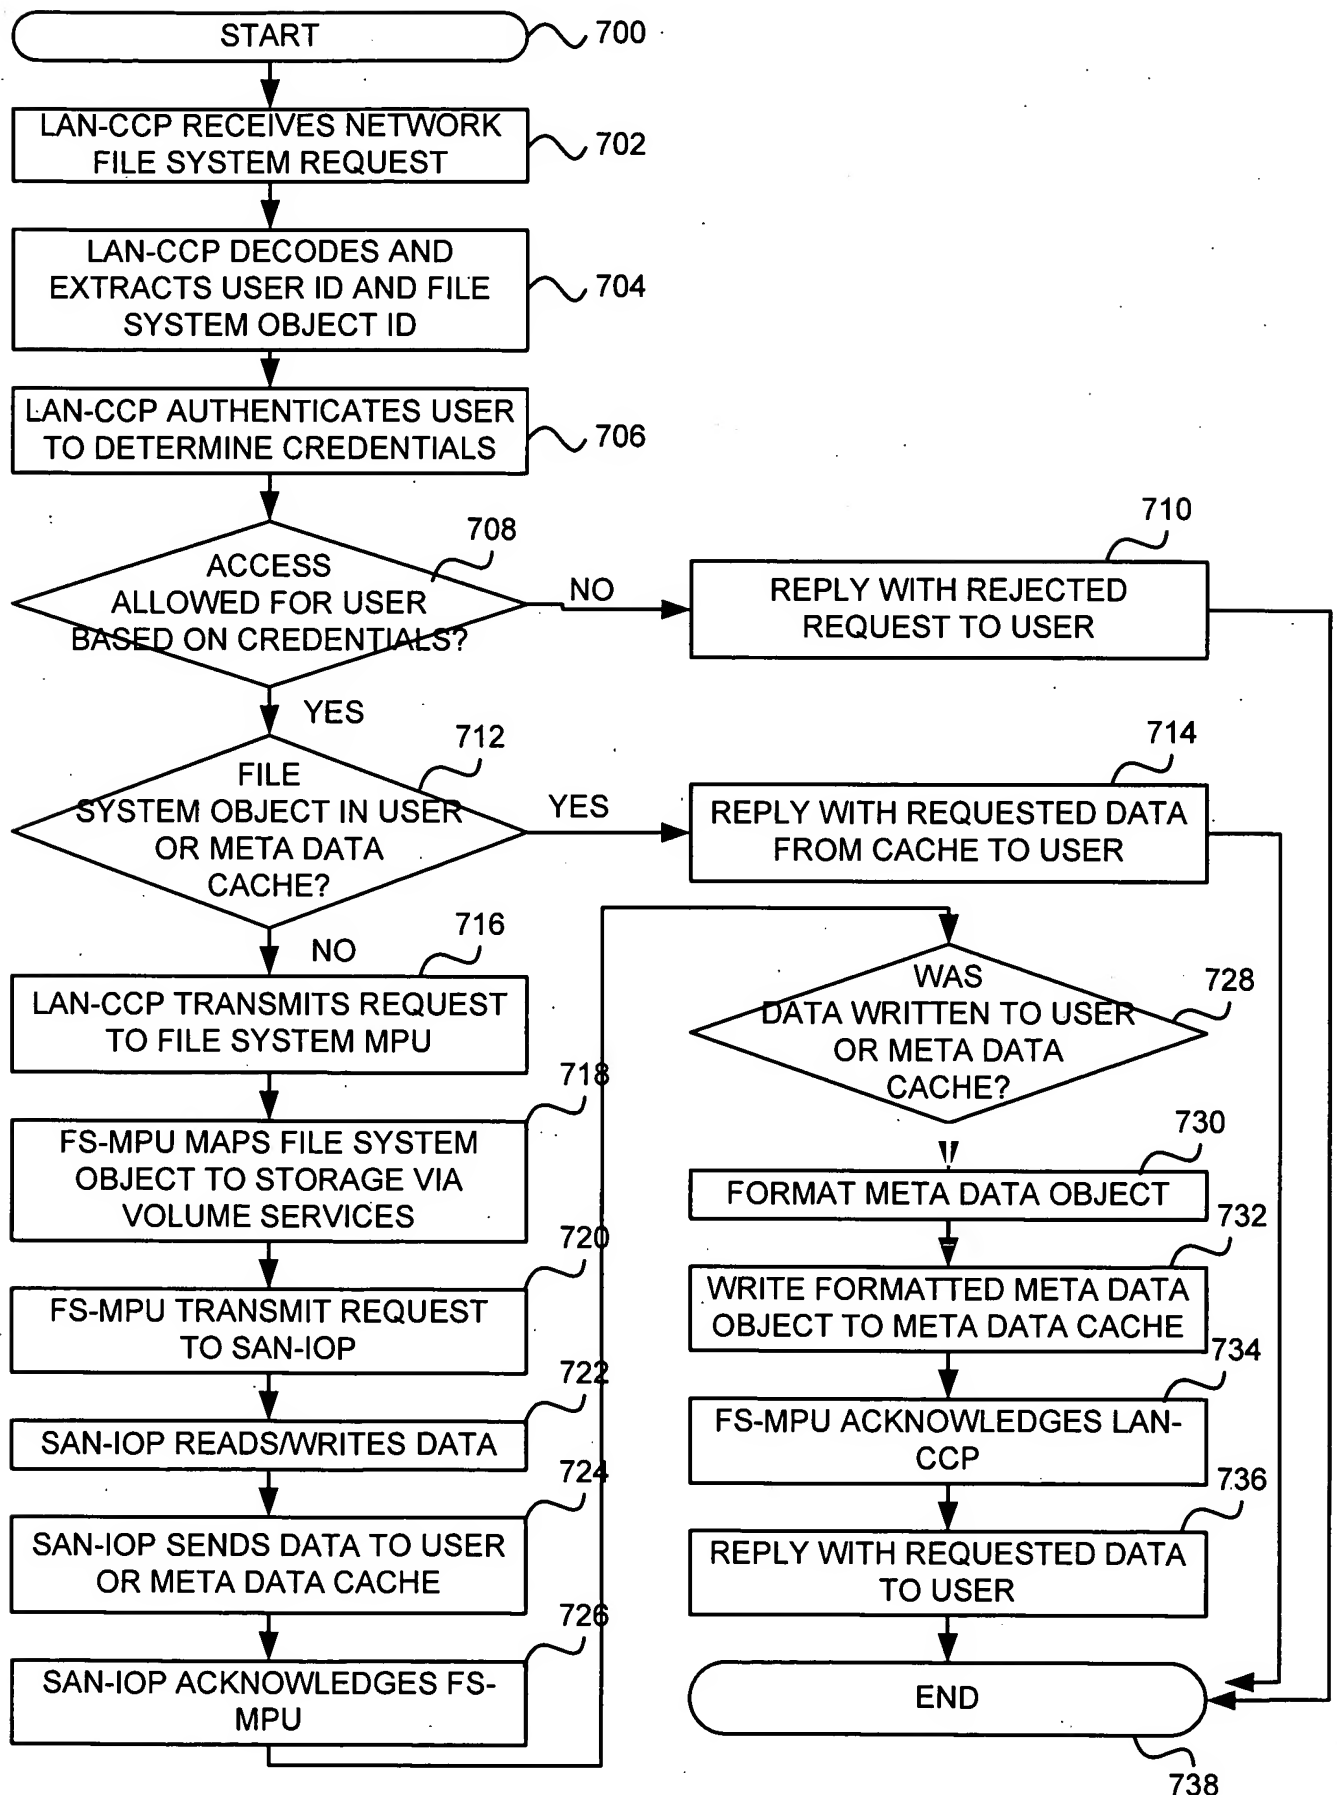 START
700
LAN-CCP RECEIVES NETWORK
FILE SYSTEM REQUEST
702
LAN-CCP DECODES AND
EXTRACTS USER ID AND FILE
SYSTEM OBJECT ID
704
LAN-CCP AUTHENTICATES USER
TO DETERMINE CREDENTIALS
706
708
ACCESS
ALLOWED FOR USER
BASED ON CREDENTIALS?
NO
710
REPLY WITH REJECTED
REQUEST TO USER
YES
712
FILE
SYSTEM OBJECT IN USER
OR META DATA
CACHE?
YES
714
REPLY WITH REQUESTED DATA
FROM CACHE TO USER
NO
716
LAN-CCP TRANSMITS REQUEST
TO FILE SYSTEM MPU
718
FS-MPU MAPS FILE SYSTEM
OBJECT TO STORAGE VIA
VOLUME SERVICES
720
FS-MPU TRANSMIT REQUEST
TO SAN-IOP
722
SAN-IOP READS/WRITES DATA
724
SAN-IOP SENDS DATA TO USER
OR META DATA CACHE
726
SAN-IOP ACKNOWLEDGES FS-
MPU
WAS
DATA WRITTEN TO USER
OR META DATA
CACHE?
728
730
FORMAT META DATA OBJECT
732
WRITE FORMATTED META DATA
OBJECT TO META DATA CACHE
734
FS-MPU ACKNOWLEDGES LAN-
CCP
736
REPLY WITH REQUESTED DATA
TO USER
END
738